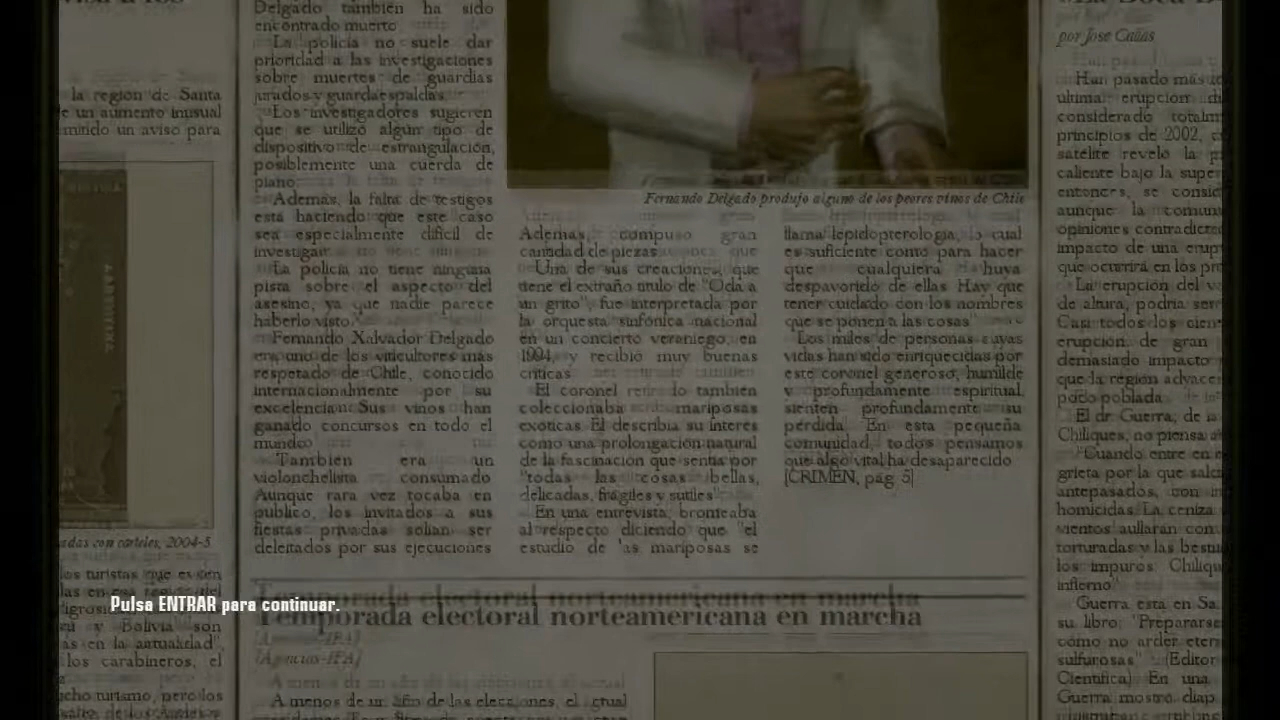 la region de Santa
un aumento inusual
mitido un aviso para
adas con carteles, 2004-5
los turistas que
Bolivia son
as en la actualidad",
los carabineros, el
cho turismo, pero los
Delgado también ha sido
encontrado muerto
La policía no suele dar
prioridad a las investigaciones
sobre muertes de guardias
jurados y guardaespaldas.
Los investigadores sugieren
que se utilizó algún tipo de
dispositivo de estrangulación,
posiblemente una cuerda de
piano.
Además, la falta de testigos
está haciendo que este caso
sea especialmente difícil de
investigar.
La policía no tiene ninguna
pista sobre el aspecto del
asesino, ya que nadie parece
haberlo visto.
Fernando Xalvador Delgado
era uno de los viticultores más
respetado de Chile, conocido
internacionalmente por su
excelencia. Sus vinos han
ganado concursos en todo el
mundo.
También era un
violonchelista consumado
Aunque rara vez tocaba en
público, los invitados a sus
fiestas privadas solían ser
deleitados por sus ejecuciones
Fernando Delgado produjo alguno de los peores vinos de Chile
Además, compuso gran
cantidad de piezas
Una de sus creaciones, que
tiene el extraño título de "Oda a
un grito", fue interpretada por
la orquesta sinfónica nacional
en un concierto veraniego, en
1994, y recibió muy buenas
críticas
El coronel retirado también
coleccionaba mariposas
exóticas. Él describía su interés
como una prolongación natural
de la fascinación que sentía por
"todas las cosas bellas,
delicadas, frágiles y sutiles"
En una entrevista, bromeaba
al respecto diciendo que "el
estudio de las mariposas se
llama lepidopterología, lo cual
es suficiente como para hacer
que cualquiera huya
despavorido de ellas. Hay que
tener cuidado con los nombres
que se ponen a las cosas"
Los miles de personas cuyas
vidas han sido enriquecidas por
este coronel generoso, humilde
y profundamente espiritual,
sienten profundamente su
pérdida. En esta pequeña
comunidad, todos pensamos
que algo vital ha desaparecido
[CRIMEN, pág. 5]
Temporada electoral norteamericana en marcha
[Agencias-IFA]
A menos de un año de las elecciones, el actual
por José Cañas
Han pasado más
última erupción
considerado
principios de 2002,
satélite reveló la
caliente bajo la
entonces, se
aunque la
opiniones
impacto de una
que ocurrirá en los
La erupción del
de altura, podría
Casi todos los
erupción de gran
demasiado impacto
que la región
poco poblada
El dr. Guerra, de
Chiliques, no piensa
"Cuando entre en
grieta por la que
antepasados, con
homicidas. La ceniza
vientos aullarán con
torturadas y las
los impuros. Chiliques
infierno"
Guerra está en
su libro: "Prepararse
cómo no arder
sulfurosas" (Editor
Científica) En una
Guerra mostró
Pulsa ENTRAR para continuar.